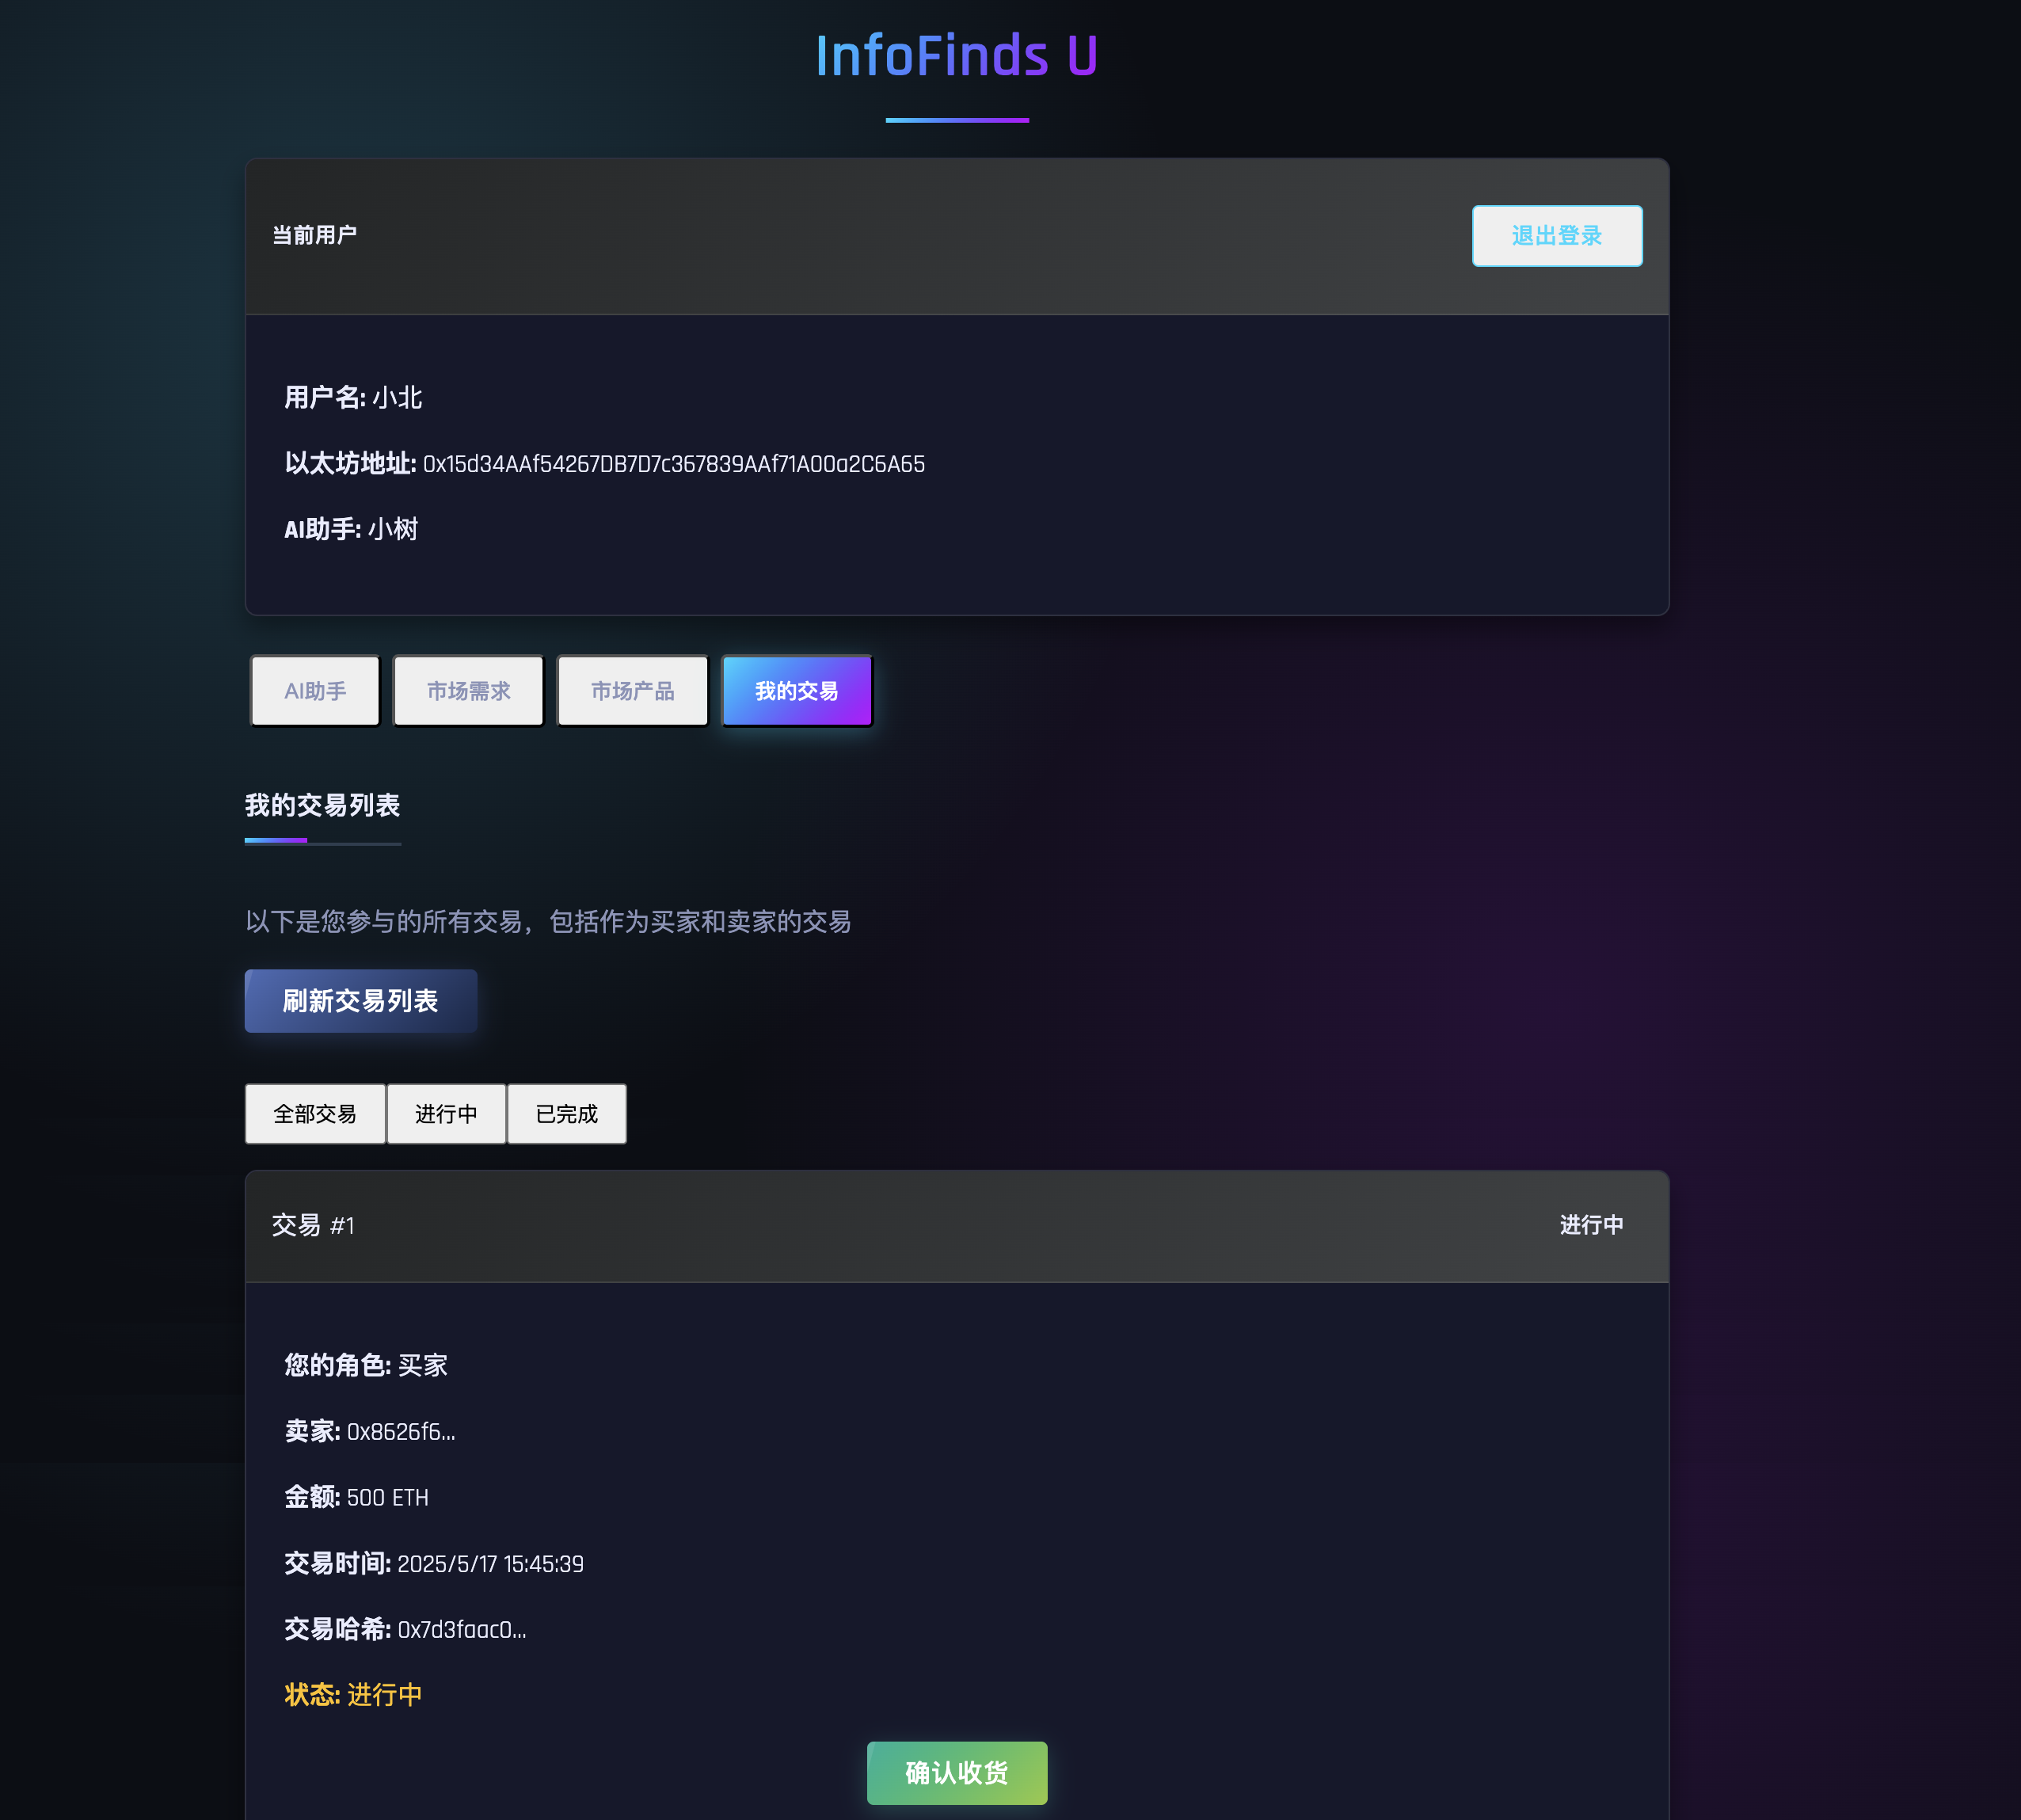 InfoFinds U
当前用户
退出登录
用户名: 小北
以太坊地址: 0x15d34AAf54267DB7D7c367839AAf71A00a2C6A65
AI助手: 小树
AI助手
市场需求
市场产品
我的交易
我的交易列表
以下是您参与的所有交易，包括作为买家和卖家的交易
刷新交易列表
全部交易
进行中
已完成
交易 #1
进行中
您的角色: 买家
卖家: 0x8626f6...
金额: 500 ETH
交易时间: 2025/5/17 15:45:39
交易哈希: 0x7d3faac0...
状态: 进行中
确认收货